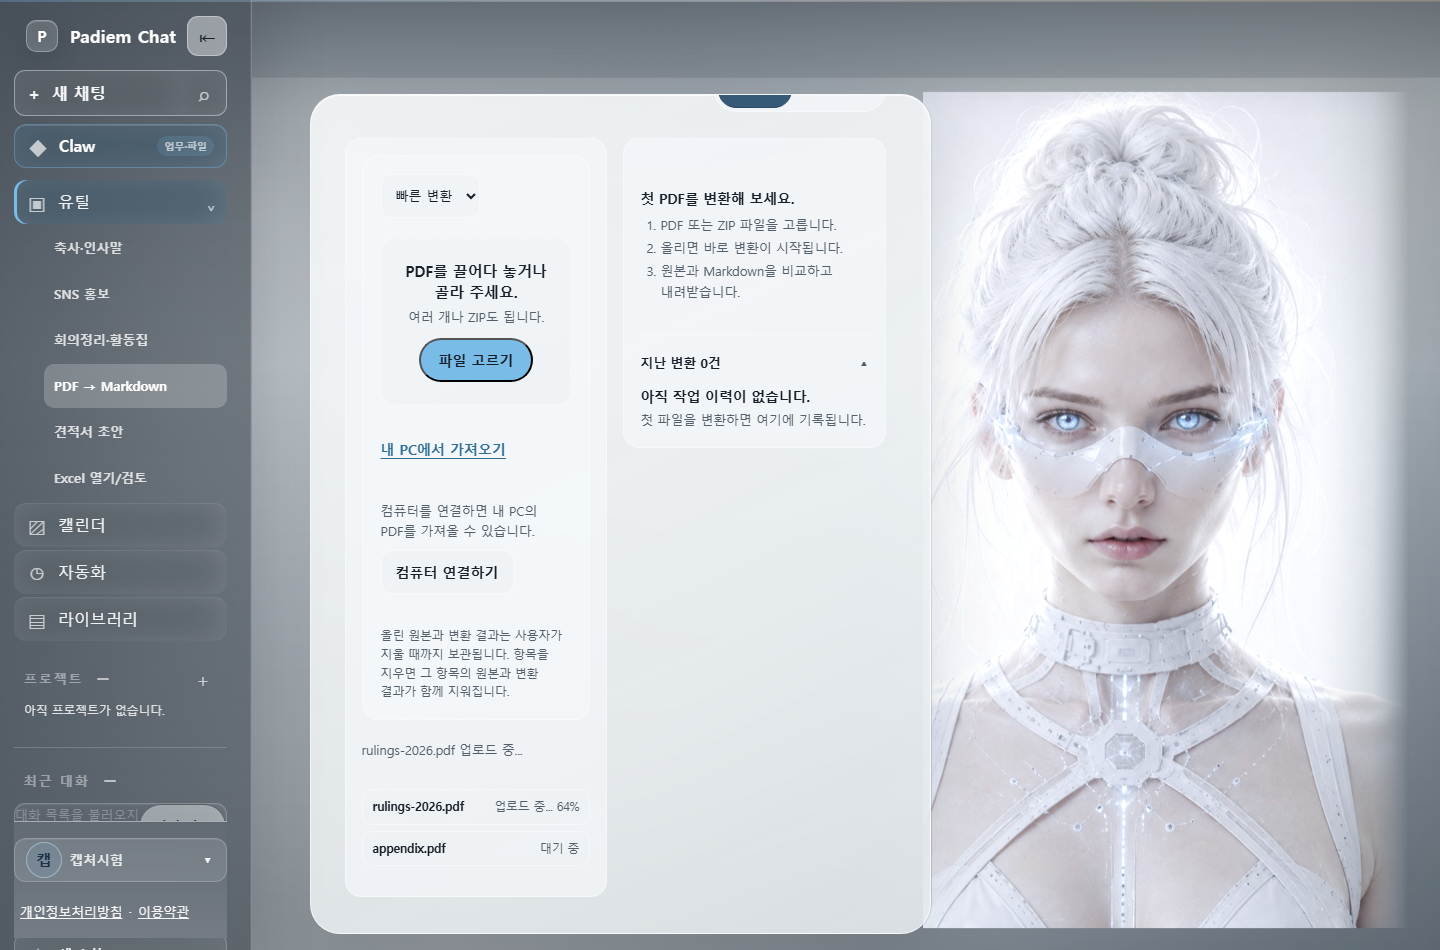 P Padiem Chat
+ 새 채팅
Claw 업무·파일
유틸
축사·인사말
SNS 홍보
회의정리·활동집
PDF → Markdown
견적서 초안
Excel 열기/검토
캘린더
자동화
라이브러리
프로젝트 — +
아직 프로젝트가 없습니다.
최근 대화 —
대화 목록을 불러오지
캡 캡처시험
개인정보처리방침 · 이용약관
빠른 변환
PDF를 끌어다 놓거나
골라 주세요.
여러 개나 ZIP도 됩니다.
파일 고르기
내 PC에서 가져오기
컴퓨터를 연결하면 내 PC의
PDF를 가져올 수 있습니다.
컴퓨터 연결하기
올린 원본과 변환 결과는 사용자가
지울 때까지 보관됩니다. 항목을
지우면 그 항목의 원본과 변환
결과가 함께 지워집니다.
rulings-2026.pdf 업로드 중...
rulings-2026.pdf 업로드 중... 64%
appendix.pdf 대기 중
첫 PDF를 변환해 보세요.
1. PDF 또는 ZIP 파일을 고릅니다.
2. 올리면 바로 변환이 시작됩니다.
3. 원본과 Markdown을 비교하고
내려받습니다.
지난 변환 0건
아직 작업 이력이 없습니다.
첫 파일을 변환하면 여기에 기록됩니다.